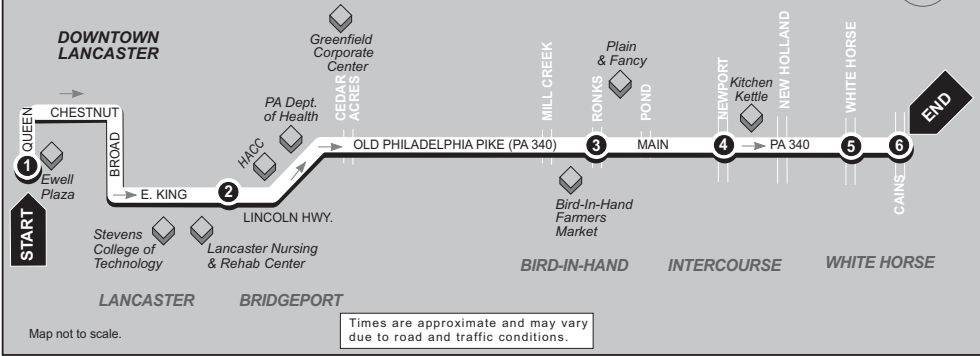 DOWNTOWN
LANCASTER
Greenfield
Corporate
Center
PA Dept.
of Health
Plain
& Fancy
Kitchen
Kettle
CEDAR
ACRES
MILL CREEK
RONKS
POND
NEWPORT
NEW HOLLAND
WHITE HORSE
END
QUEEN
CHESTNUT
BROAD
HACC
OLD PHILADELPHIA PIKE (PA 340)
3
MAIN
4
PA 340
5
6
CAINS
1
Ewell
Plaza
START
E. KING
2
LINCOLN HWY.
Stevens
College of
Technology
Lancaster Nursing
& Rehab Center
Bird-In-Hand
Farmers
Market
LANCASTER
BRIDGEPORT
BIRD-IN-HAND
INTERCOURSE
WHITE HORSE
Map not to scale.
Times are approximate and may vary
due to road and traffic conditions.